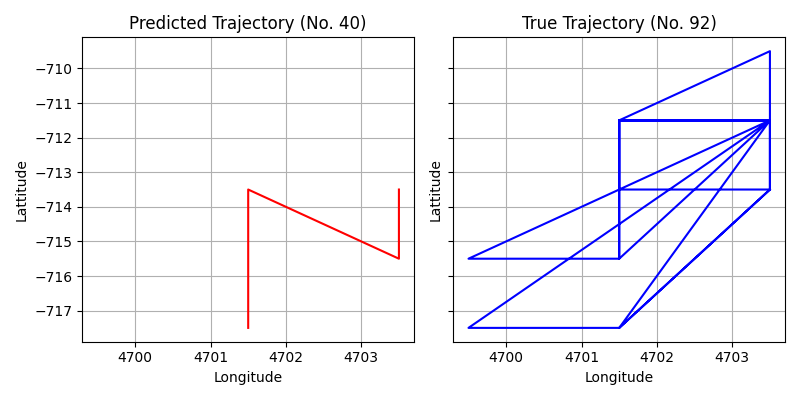 Predicted Trajectory (No. 40)
True Trajectory (No. 92)
−710
−711
−712
−713
−714
−715
−716
−717
Lattitude
Lattitude
4700 4701 4702 4703
4700 4701 4702 4703
Longitude
Longitude